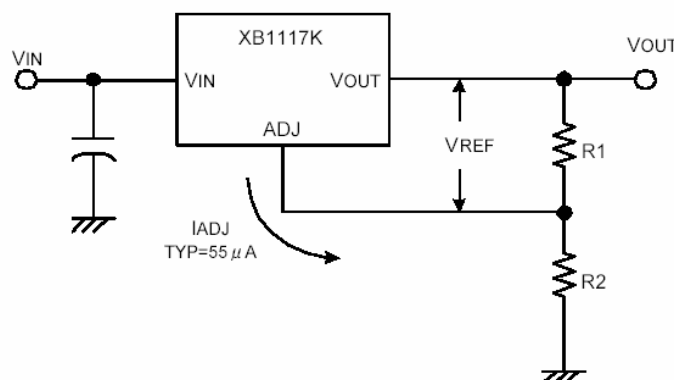 XB1117K
VIN
VOUT
VIN
VOUT
ADJ
VREF
R1
IADJ
TYP=55μA
R2